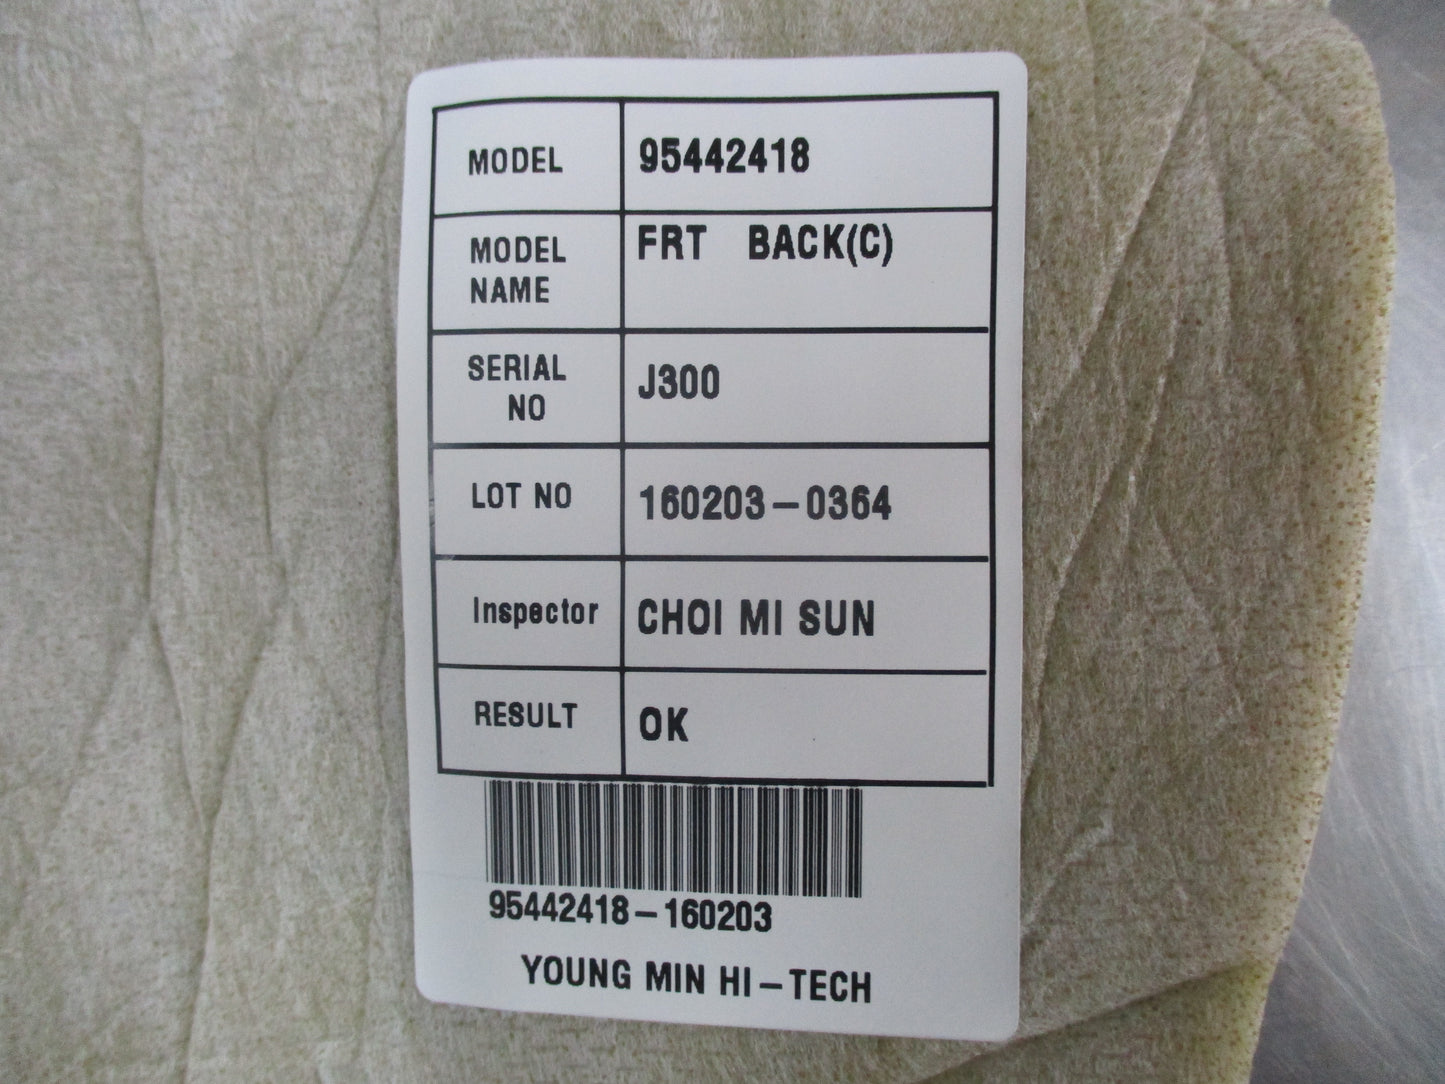 MODEL 95442418
MODEL NAME FRT BACK(C)
SERIAL NO J300
LOT NO 160203-0364
Inspector CHOI MI SUN
RESULT OK
95442418-160203
YOUNG MIN HI-TECH